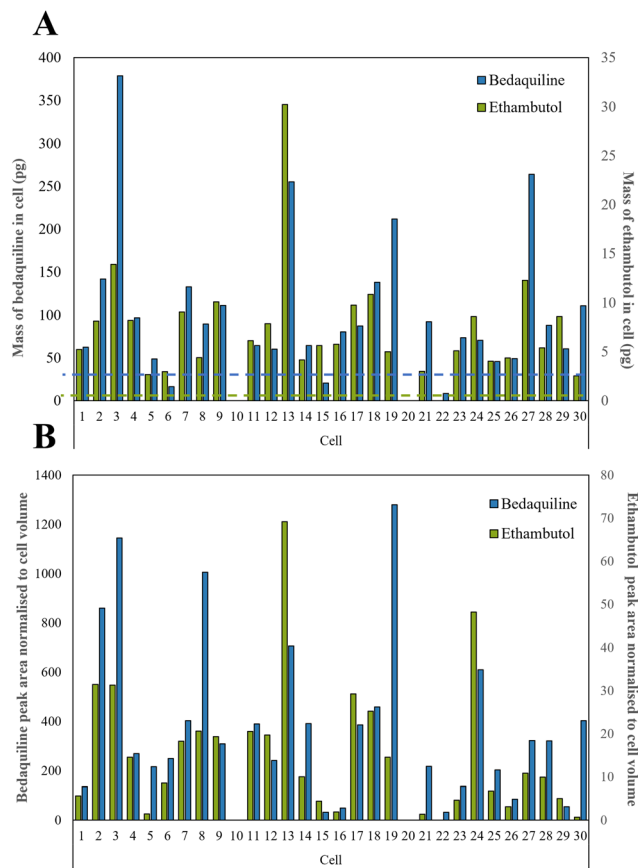 A
400
350
300
250
200
150
100
50
0
Mass of bedaquiline in cell (pg)
Bedaquiline
Ethambutol
35
30
25
20
15
10
5
0
Mass of ethambutol in cell (pg)
1 2 3 4 5 6 7 8 9 10 11 12 13 14 15 16 17 18 19 20 21 22 23 24 25 26 27 28 29 30
Cell
B
1400
1200
1000
800
600
400
200
0
Bedaquiline peak area normalised to cell volume
Bedaquiline
Ethambutol
80
70
60
50
40
30
20
10
0
Ethambutol peak area normalised to cell volume
1 2 3 4 5 6 7 8 9 10 11 12 13 14 15 16 17 18 19 20 21 22 23 24 25 26 27 28 29 30
Cell